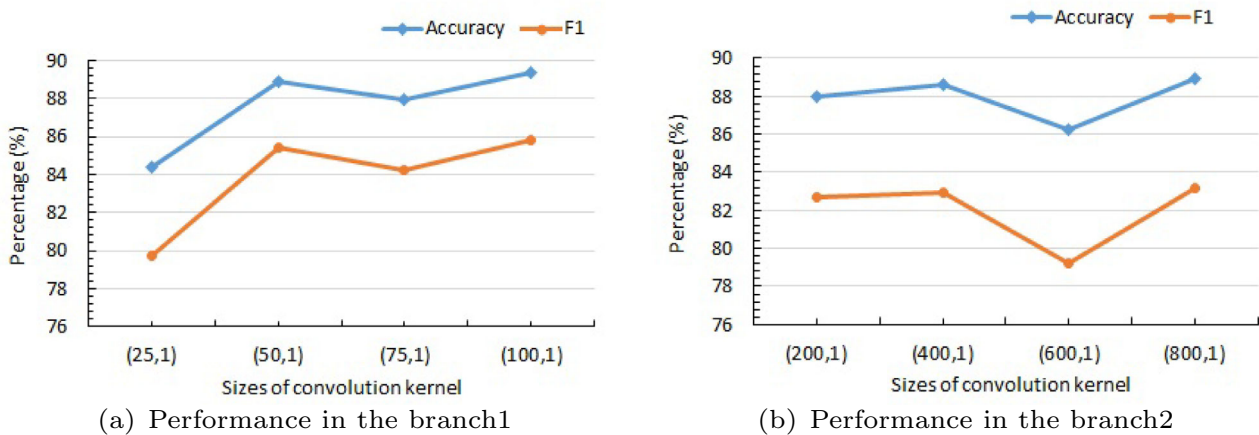 Accuracy F1
90
88
86
84
82
80
78
76
Percentage (%)
(25,1) (50,1) (75,1) (100,1)
Sizes of convolution kernel
(a) Performance in the branch1
Accuracy F1
90
88
86
84
82
80
78
76
Percentage (%)
(200,1) (400,1) (600,1) (800,1)
Sizes of convolution kernel
(b) Performance in the branch2